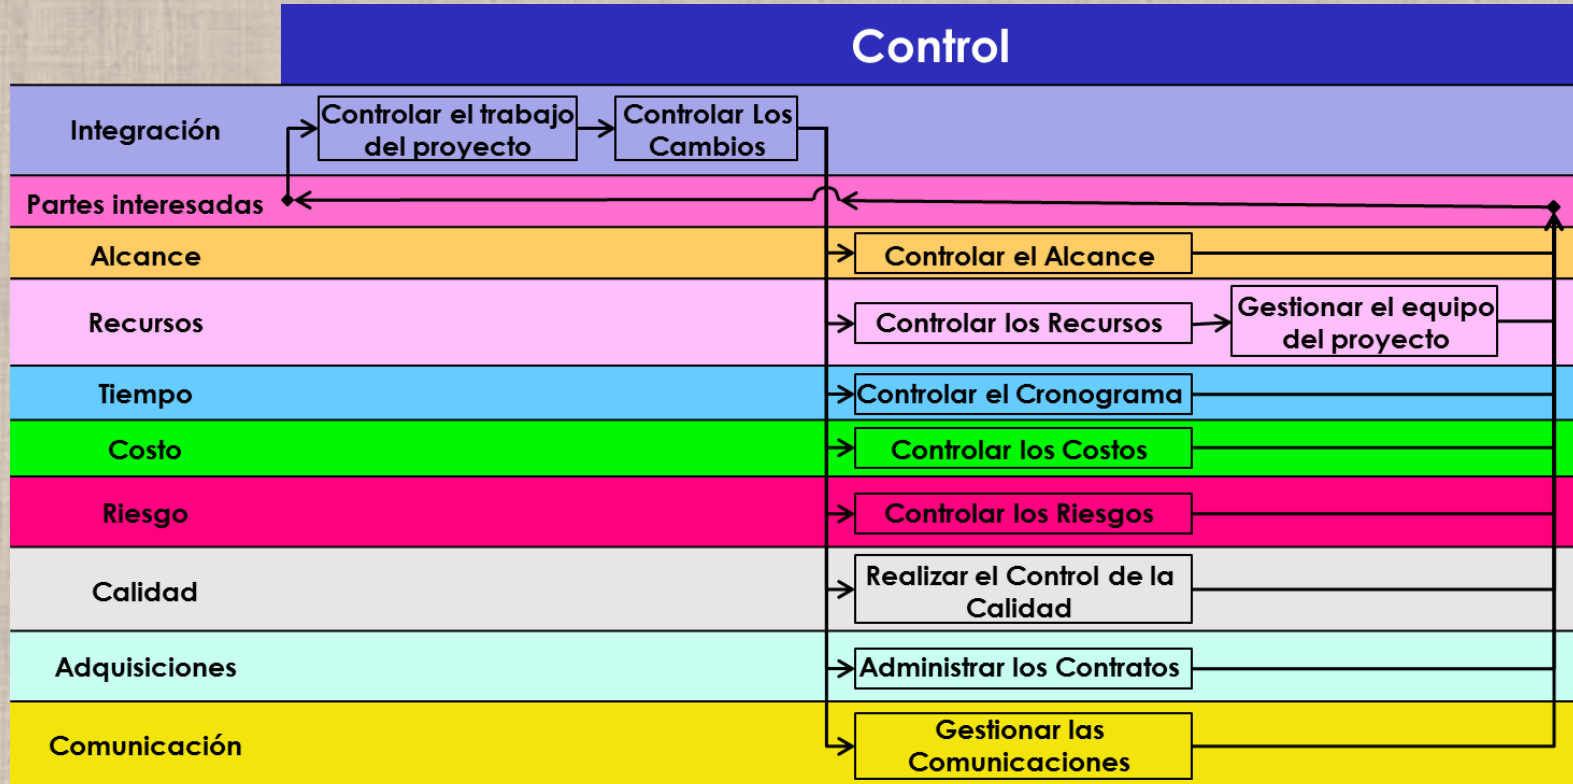 Control
Integración
Controlar el trabajo
del proyecto
Controlar Los
Cambios
Partes interesadas
Alcance
Controlar el Alcance
Recursos
Controlar los Recursos
Gestionar el equipo
del proyecto
Tiempo
Controlar el Cronograma
Costo
Controlar los Costos
Riesgo
Controlar los Riesgos
Calidad
Realizar el Control de la
Calidad
Adquisiciones
Administrar los Contratos
Comunicación
Gestionar las
Comunicaciones